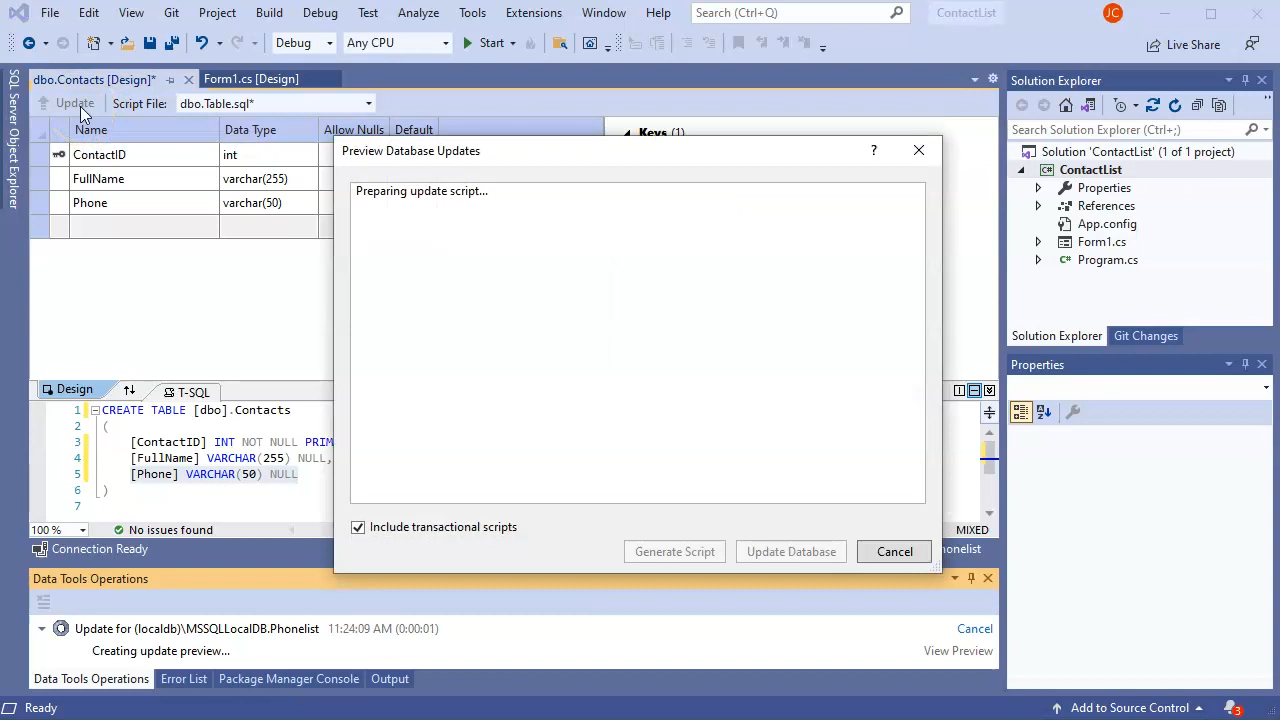 File Edit View Git Project Build Debug Test Analyze Tools Extensions Window Help Search (Ctrl+Q) ContactList JC
Debug Any CPU Start Live Share
SQL Server Object Explorer
dbo.Contacts [Design]* Form1.cs [Design]
Update Script File: dbo.Table.sql*
Name Data Type Allow Nulls Default
ContactID int
FullName varchar(255)
Phone varchar(50)
Keys (1)
Preview Database Updates ?
Preparing update script...
Include transactional scripts
Generate Script Update Database Cancel
Design T-SQL
1 CREATE TABLE [dbo].Contacts
2 (
3 [ContactID] INT NOT NULL PRIM
4 [FullName] VARCHAR(255) NULL,
5 [Phone] VARCHAR(50) NULL
6 )
7
100 % No issues found MIXED
Connection Ready honelist
Data Tools Operations
Update for (localdb)\MSSQLLocalDB.Phonelist 11:24:09 AM (0:00:01) Cancel
Creating update preview... View Preview
Data Tools Operations Error List Package Manager Console Output
Solution Explorer
Search Solution Explorer (Ctrl+;)
Solution 'ContactList' (1 of 1 project)
C# ContactList
Properties
References
App.config
Form1.cs
C# Program.cs
Solution Explorer Git Changes
Properties
Ready Add to Source Control 3